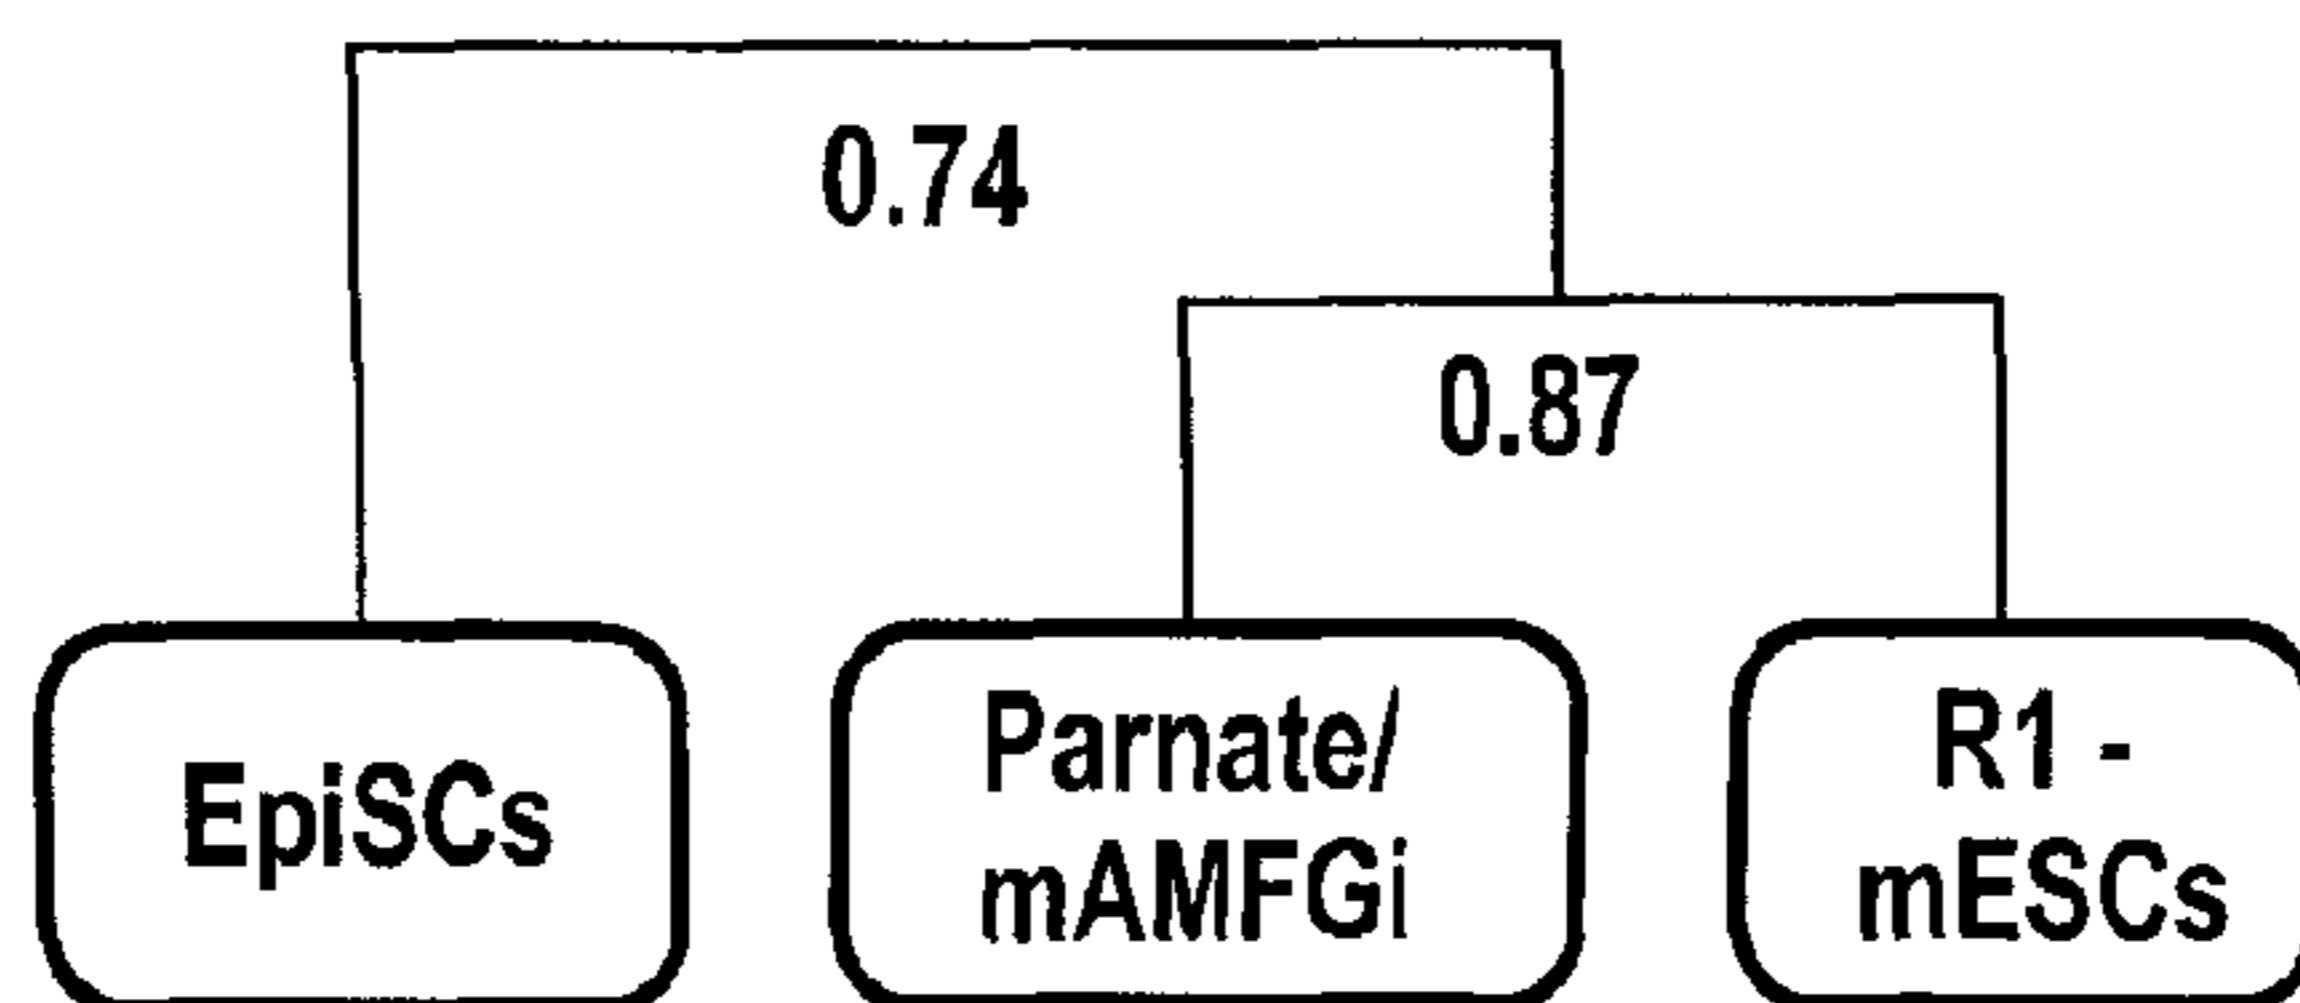 0.74
0.87
EpiSCs
Parnate/
mAMFGi
R1 -
mESCs